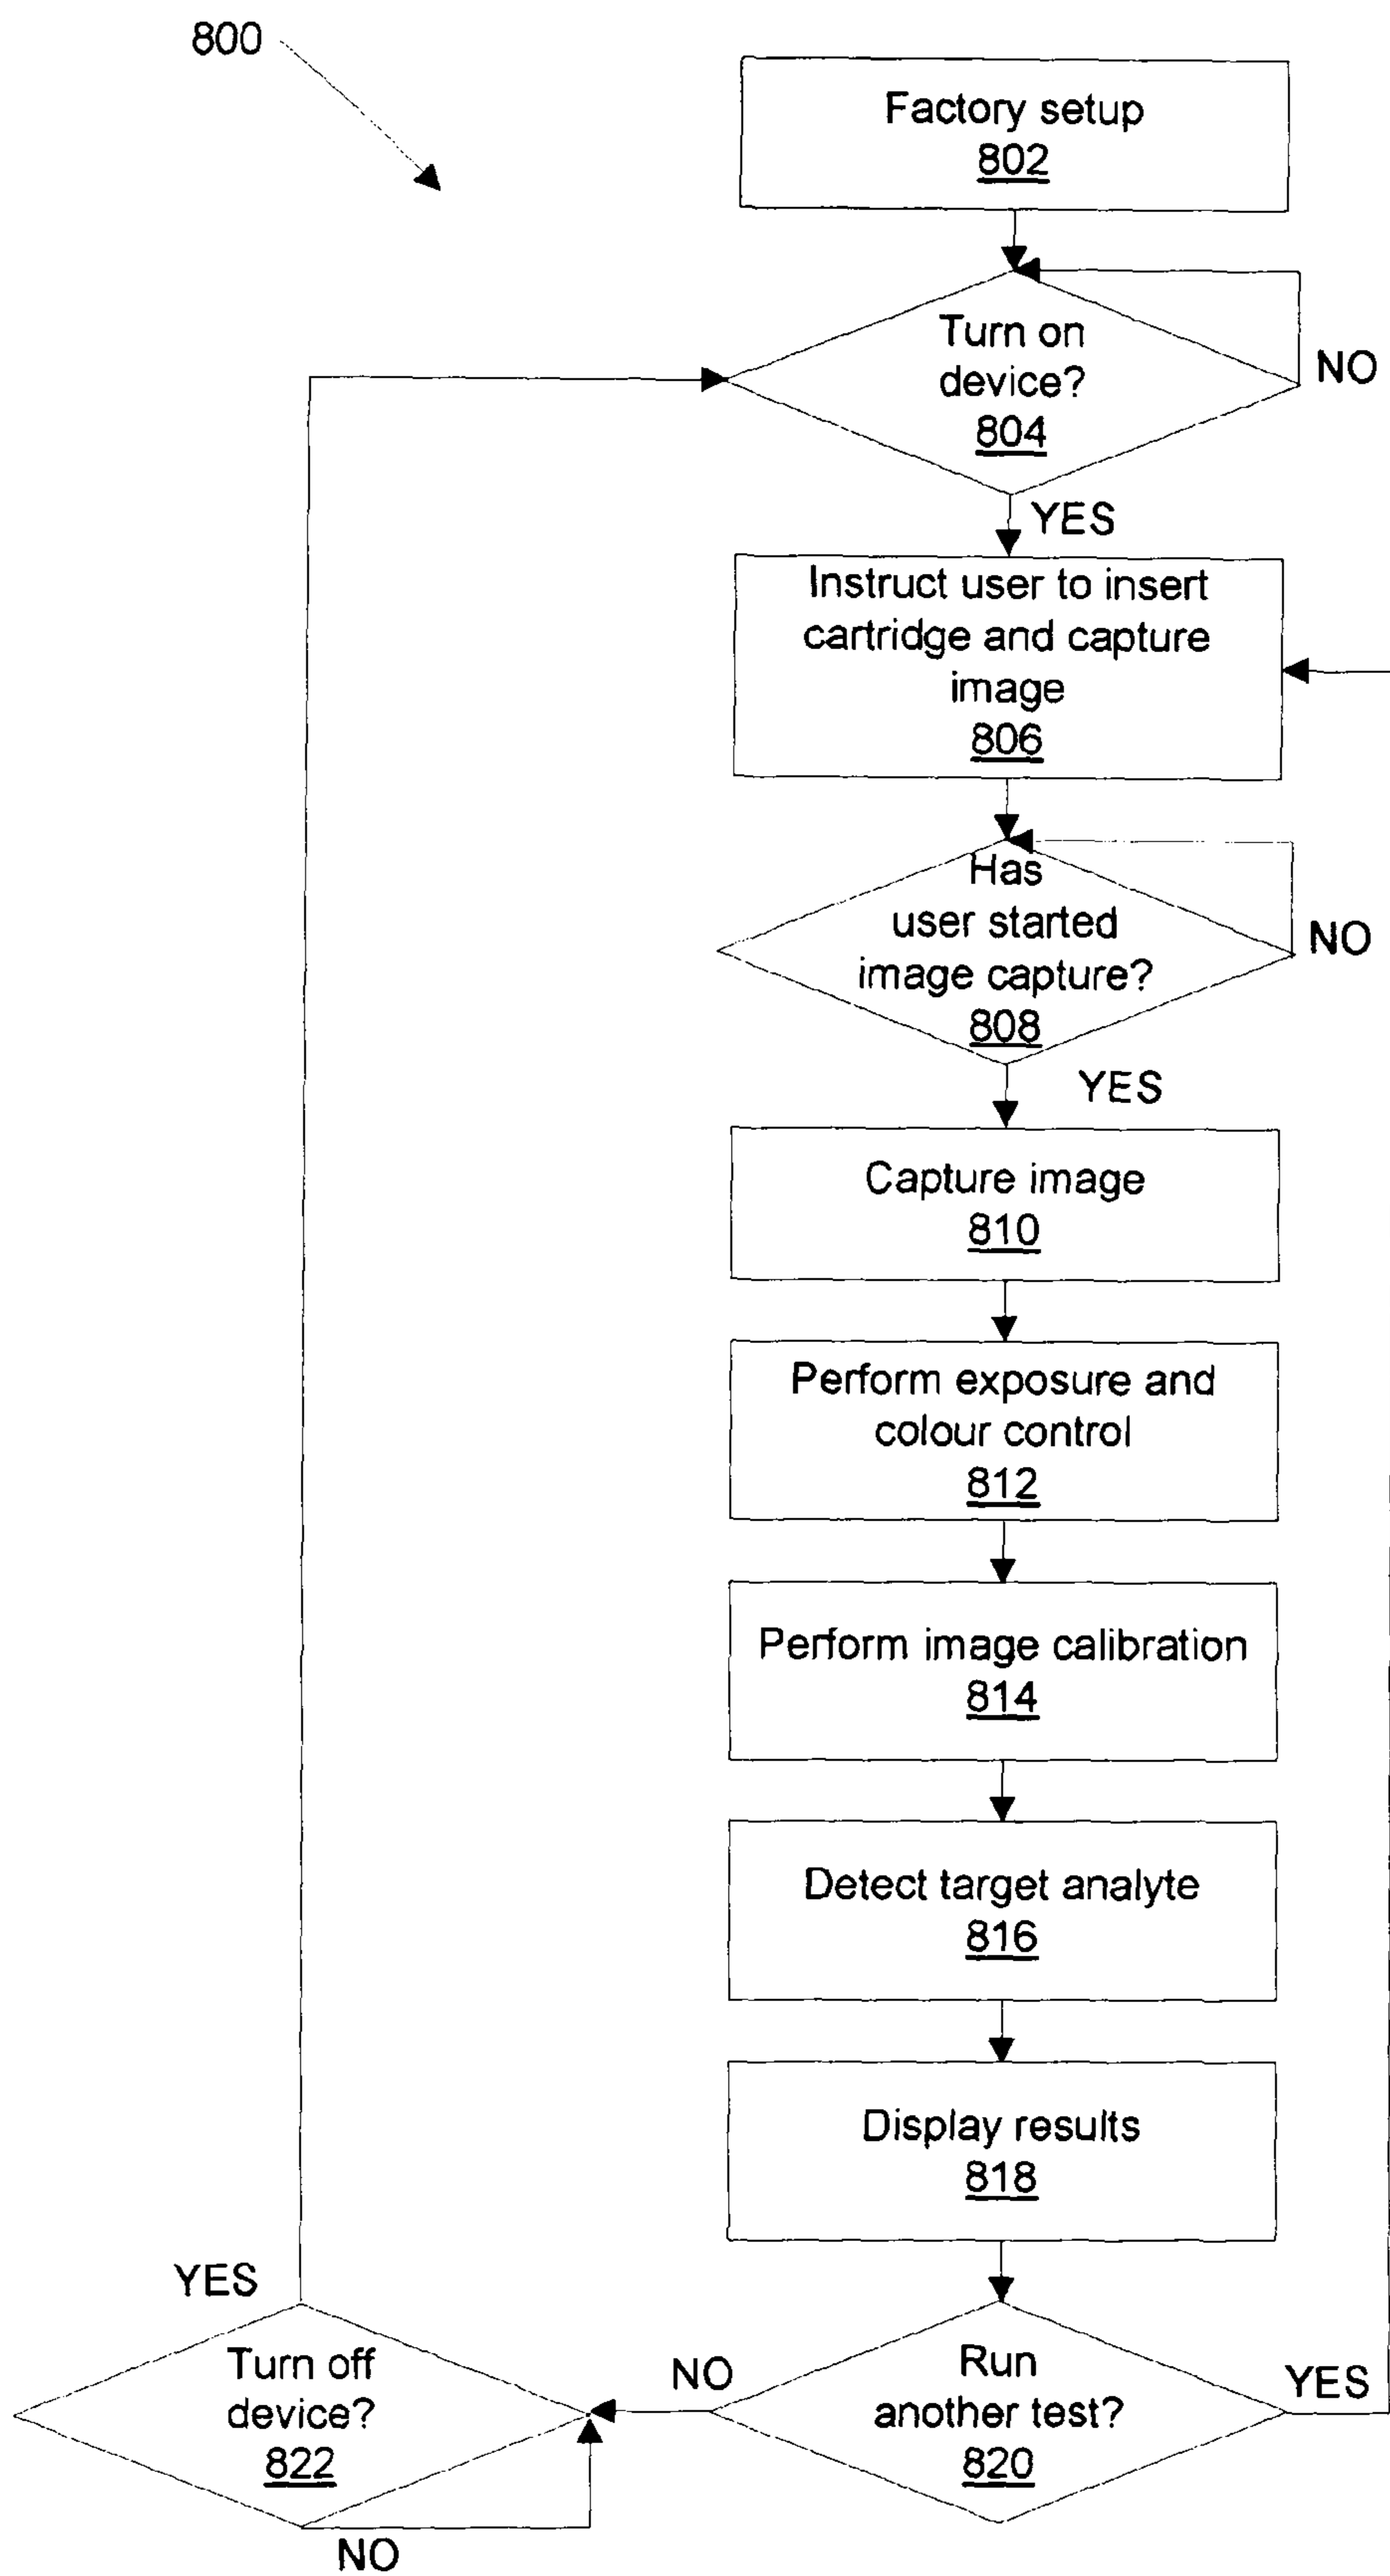 800
Factory setup
802
Turn on
device?
804
NO
YES
Instruct user to insert
cartridge and capture
image
806
Has
user started
image capture?
808
NO
YES
Capture image
810
Perform exposure and
colour control
812
Perform image calibration
814
Detect target analyte
816
Display results
818
Run
another test?
820
YES
NO
Turn off
device?
822
YES
NO